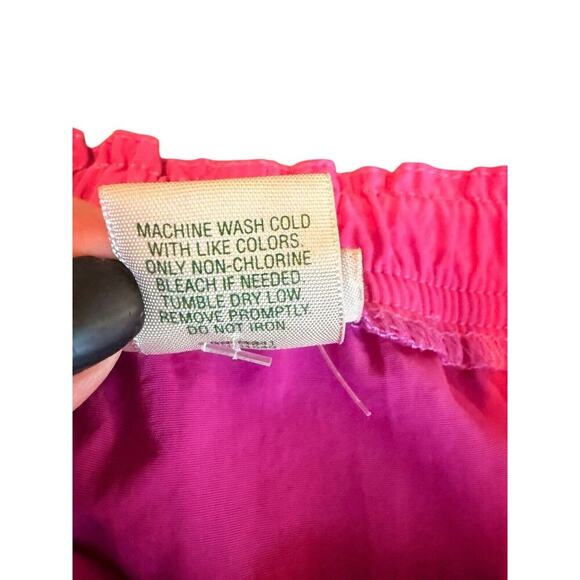 MACHINE WASH COLD
WITH LIKE COLORS.
ONLY NON-CHLORINE
BLEACH IF NEEDED
TUMBLE DRY LOW.
REMOVE PROMPTLY.
DO NOT IRON